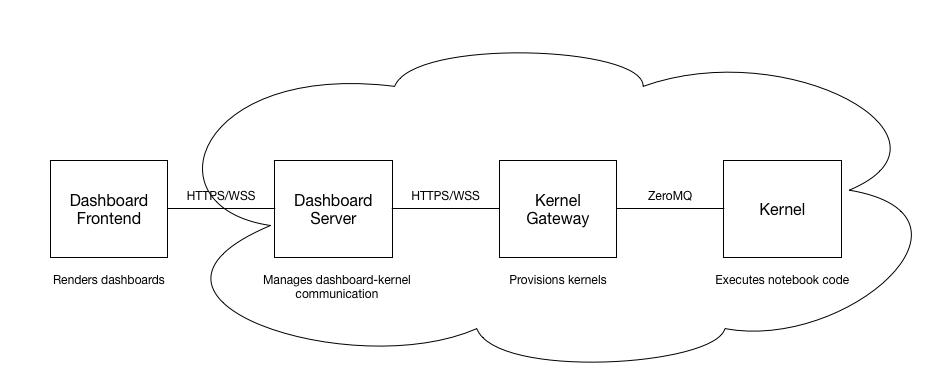 Dashboard
Frontend
HTTPS/WSS
Dashboard
Server
HTTPS/WSS
Kernel
Gateway
ZeroMQ
Kernel
Renders dashboards
Manages dashboard-kernel
communication
Provisions kernels
Executes notebook code